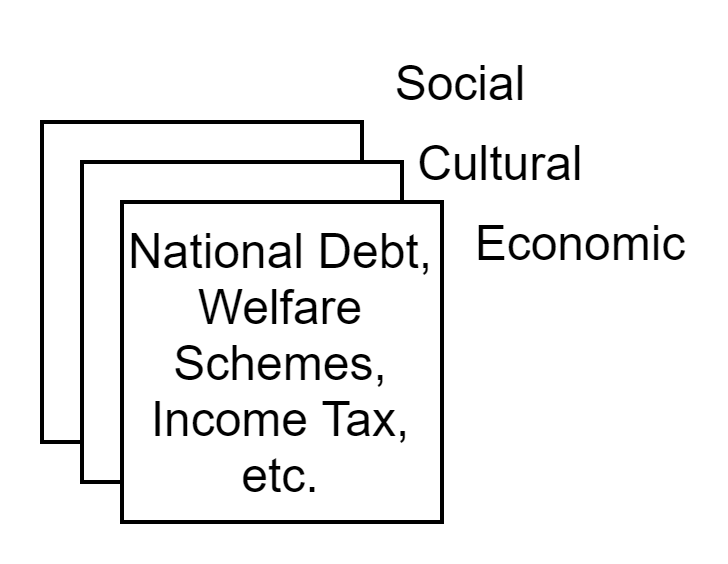 Social
Cultural
Economic
National Debt,
Welfare
Schemes,
Income Tax,
etc.